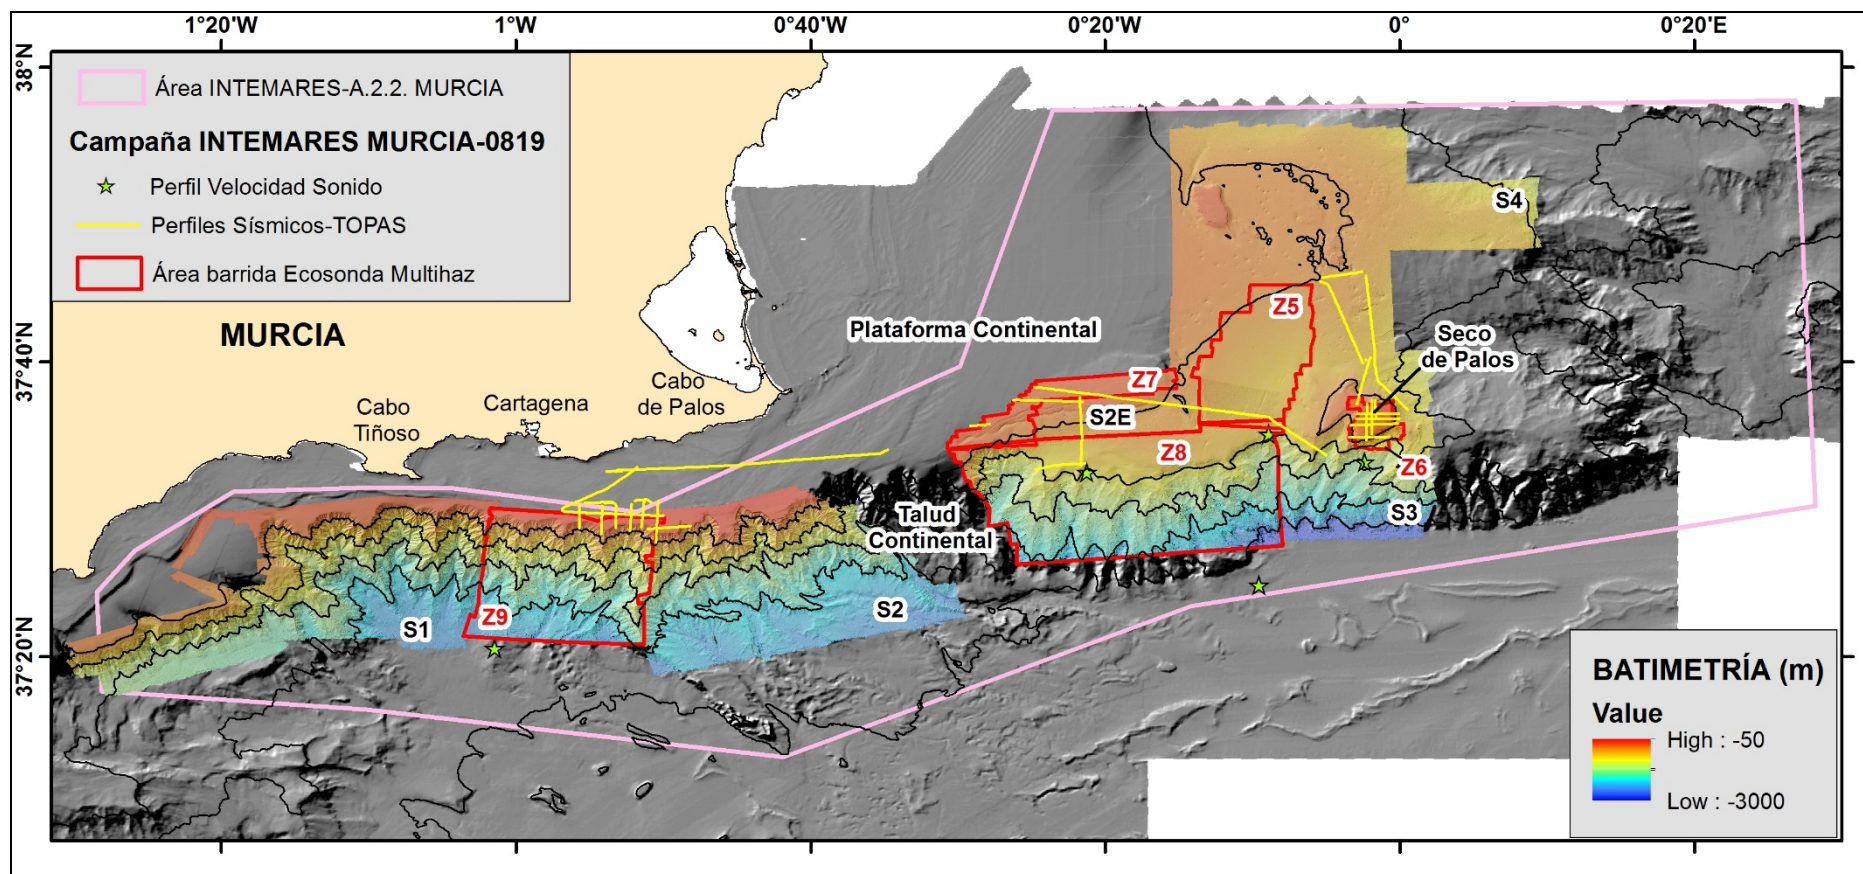 1°20'W 1°W 0°40'W 0°20'W 0° 0°20'E
38°N
37°40'N
37°20'N
Área INTEMARES-A.2.2. MURCIA
Campaña INTEMARES MURCIA-0819
Perfil Velocidad Sonido
Perfiles Sísmicos-TOPAS
Área barrida Ecosonda Multihaz
MURCIA
Cabo
Tiñoso
Cartagena
Cabo
de Palos
Plataforma Continental
S4
Z5
Seco
de Palos
Z7
S2E
Z8
Z6
S3
Talud
Continental
S2
Z9
S1
BATIMETRÍA (m)
Value
High : -50
Low : -3000